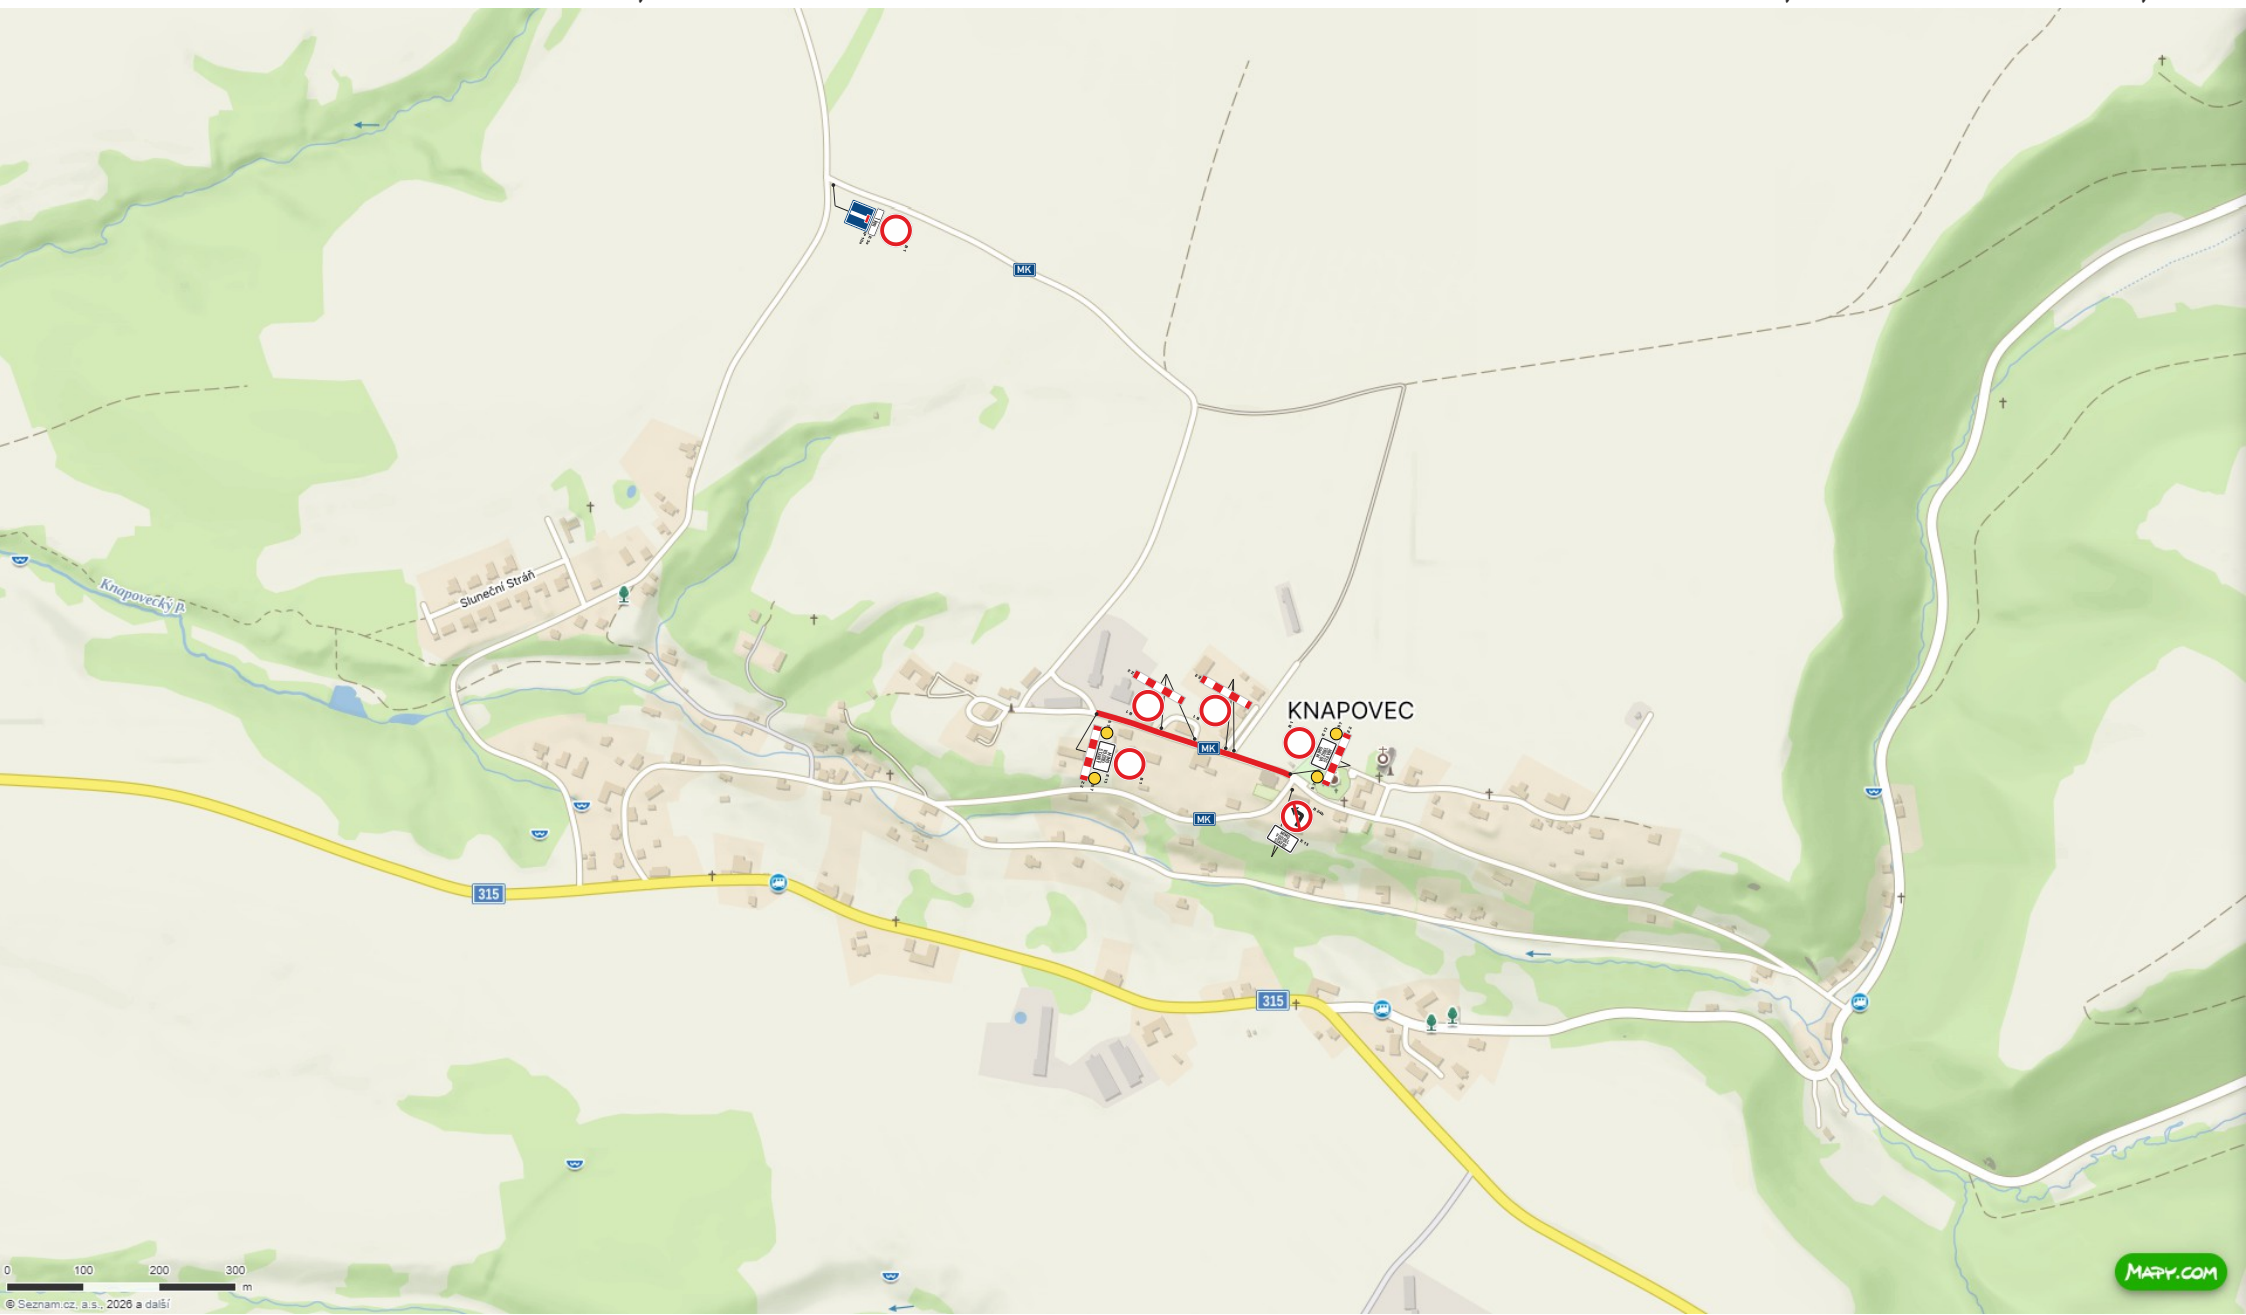 MK
Sluneční Stráň
Knapovecký p.
KNAPOVEC
MK
MK
315
315
0 100 200 300
m
© Seznam.cz, a.s., 2026 a další
MAPY.COM